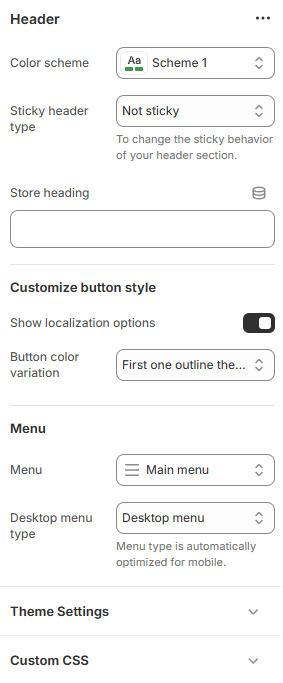 Header
Color scheme
Aa
Scheme 1
Sticky header
type
Not sticky
To change the sticky behavior
of your header section.
Store heading
Customize button style
Show localization options
Button color
variation
First one outline the...
Menu
Menu
Main menu
Desktop menu
type
Desktop menu
Menu type is automatically
optimized for mobile.
Theme Settings
Custom CSS